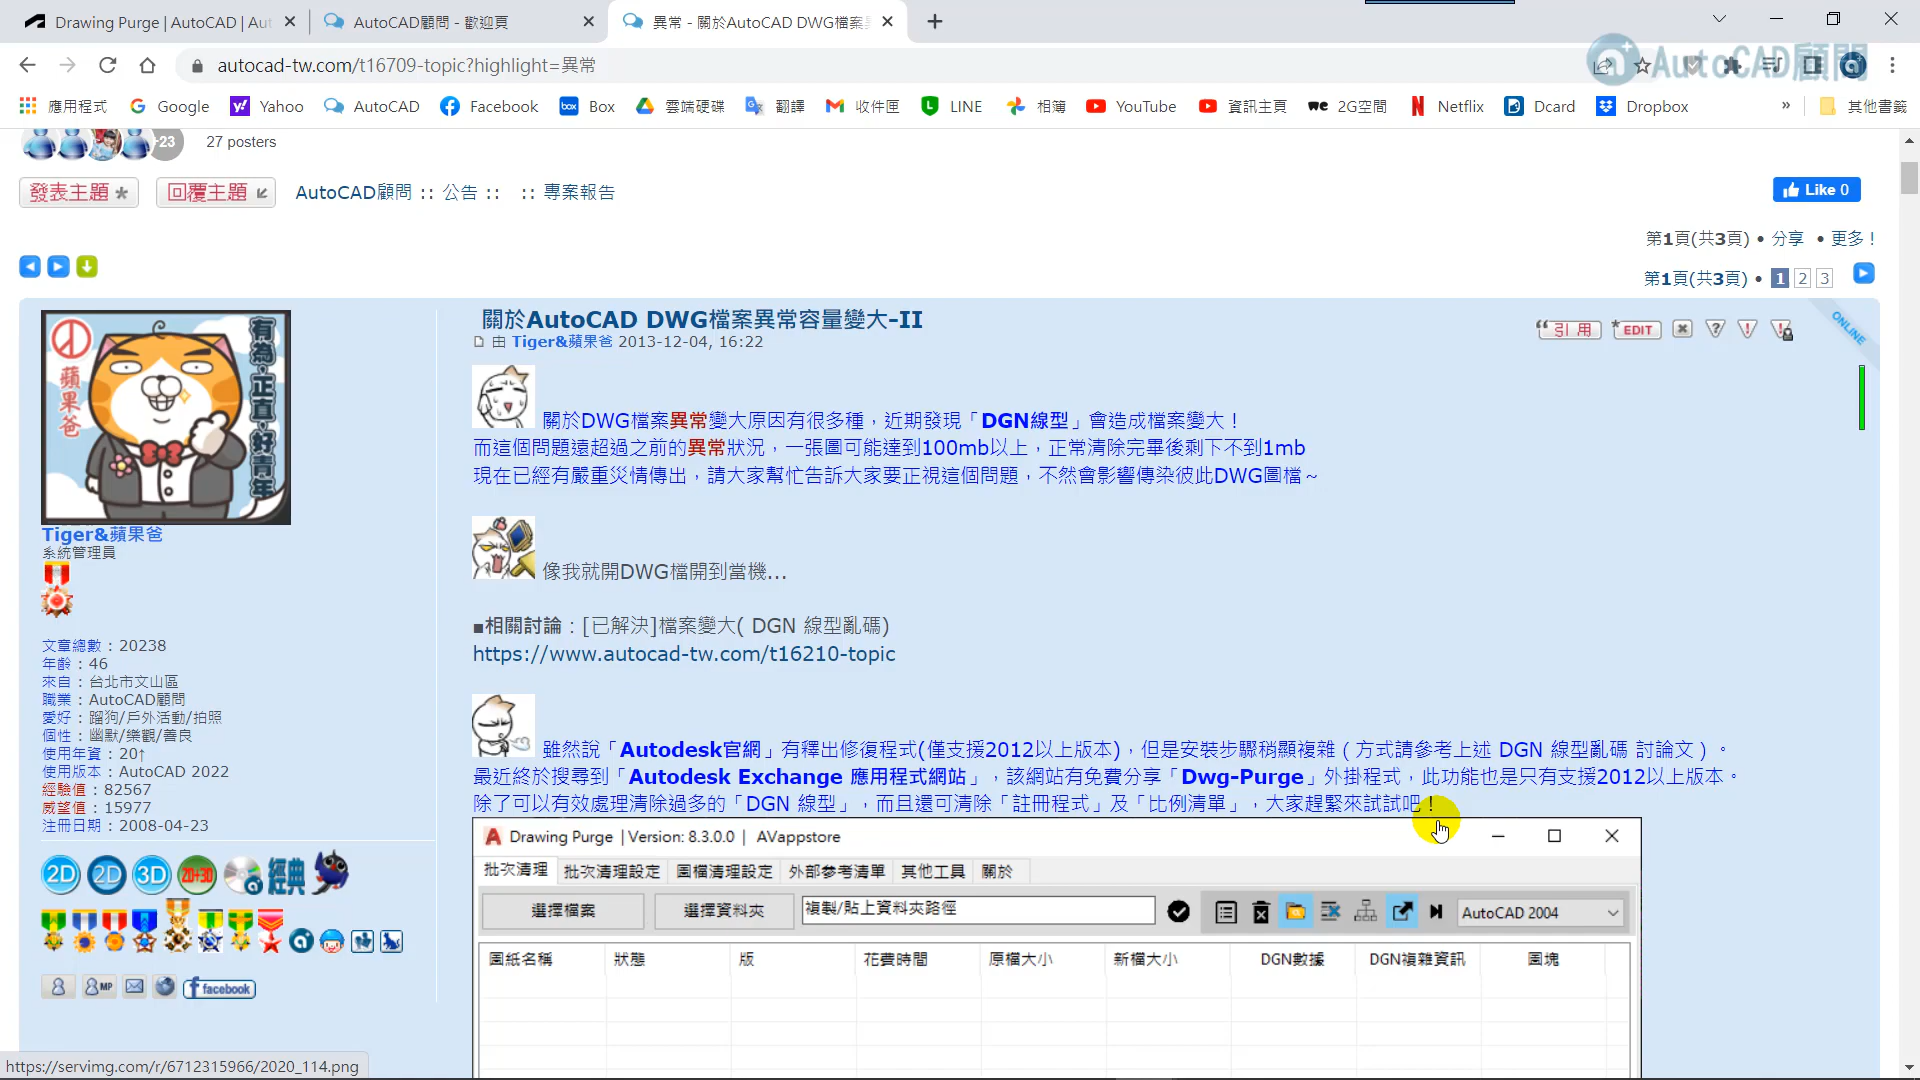 Drawing Purge | AutoCAD | Aut
AutoCAD顧問 - 歡迎頁
異常 - 關於AutoCAD DWG檔案異
autocad-tw.com/t16709-topic?highlight=異常
AutoCAD顧問
應用程式
Google
Yahoo
AutoCAD
Facebook
Box
雲端硬碟
翻譯
收件匣
LINE
相簿
YouTube
資訊主頁
2G空間
Netflix
Dcard
Dropbox
»
其他書籤
+23
27 posters
發表主題
回覆主題
AutoCAD顧問 :: 公告 :: :: 專案報告
Like 0
第1頁(共3頁) • 分享 • 更多！
第1頁(共3頁) • 1 2 3
有為,正真,好青年
蘋果爸
Tiger&蘋果爸
系統管理員
文章總數 : 20238
年齡 : 46
來自 : 台北市文山區
職業 : AutoCAD顧問
愛好 : 蹓狗/戶外活動/拍照
個性 : 幽默/樂觀/善良
使用年資 : 20↑
使用版本 : AutoCAD 2022
經驗值 : 82567
威望值 : 15977
注冊日期 : 2008-04-23
2D
2D
3D
20+30
經典
MP
facebook
關於AutoCAD DWG檔案異常容量變大-II
由 Tiger&蘋果爸 2013-12-04, 16:22
引用
EDIT
ONLINE
關於DWG檔案異常變大原因有很多種，近期發現「DGN線型」會造成檔案變大！
而這個問題遠超過之前的異常狀況，一張圖可能達到100mb以上，正常清除完畢後剩下不到1mb
現在已經有嚴重災情傳出，請大家幫忙告訴大家要正視這個問題，不然會影響傳染彼此DWG圖檔～
像我就開DWG檔開到當機...
■相關討論：[已解決]檔案變大( DGN 線型亂碼)
https://www.autocad-tw.com/t16210-topic
雖然說「Autodesk官網」有釋出修復程式(僅支援2012以上版本)，但是安裝步驟稍顯複雜（方式請參考上述 DGN 線型亂碼 討論文）。
最近終於搜尋到「Autodesk Exchange 應用程式網站」，該網站有免費分享「Dwg-Purge」外掛程式，此功能也是只有支援2012以上版本。
除了可以有效處理清除過多的「DGN 線型」，而且還可清除「註冊程式」及「比例清單」，大家趕緊來試試吧！
Drawing Purge | Version: 8.3.0.0 | AVappstore
批次清理
批次清理設定
圖檔清理設定
外部參考清單
其他工具
關於
選擇檔案
選擇資料夾
複製/貼上資料夾路徑
AutoCAD 2004
圖紙名稱
狀態
版
花費時間
原檔大小
新檔大小
DGN數據
DGN複雜資訊
圖塊
https://servimg.com/r/6712315966/2020_114.png